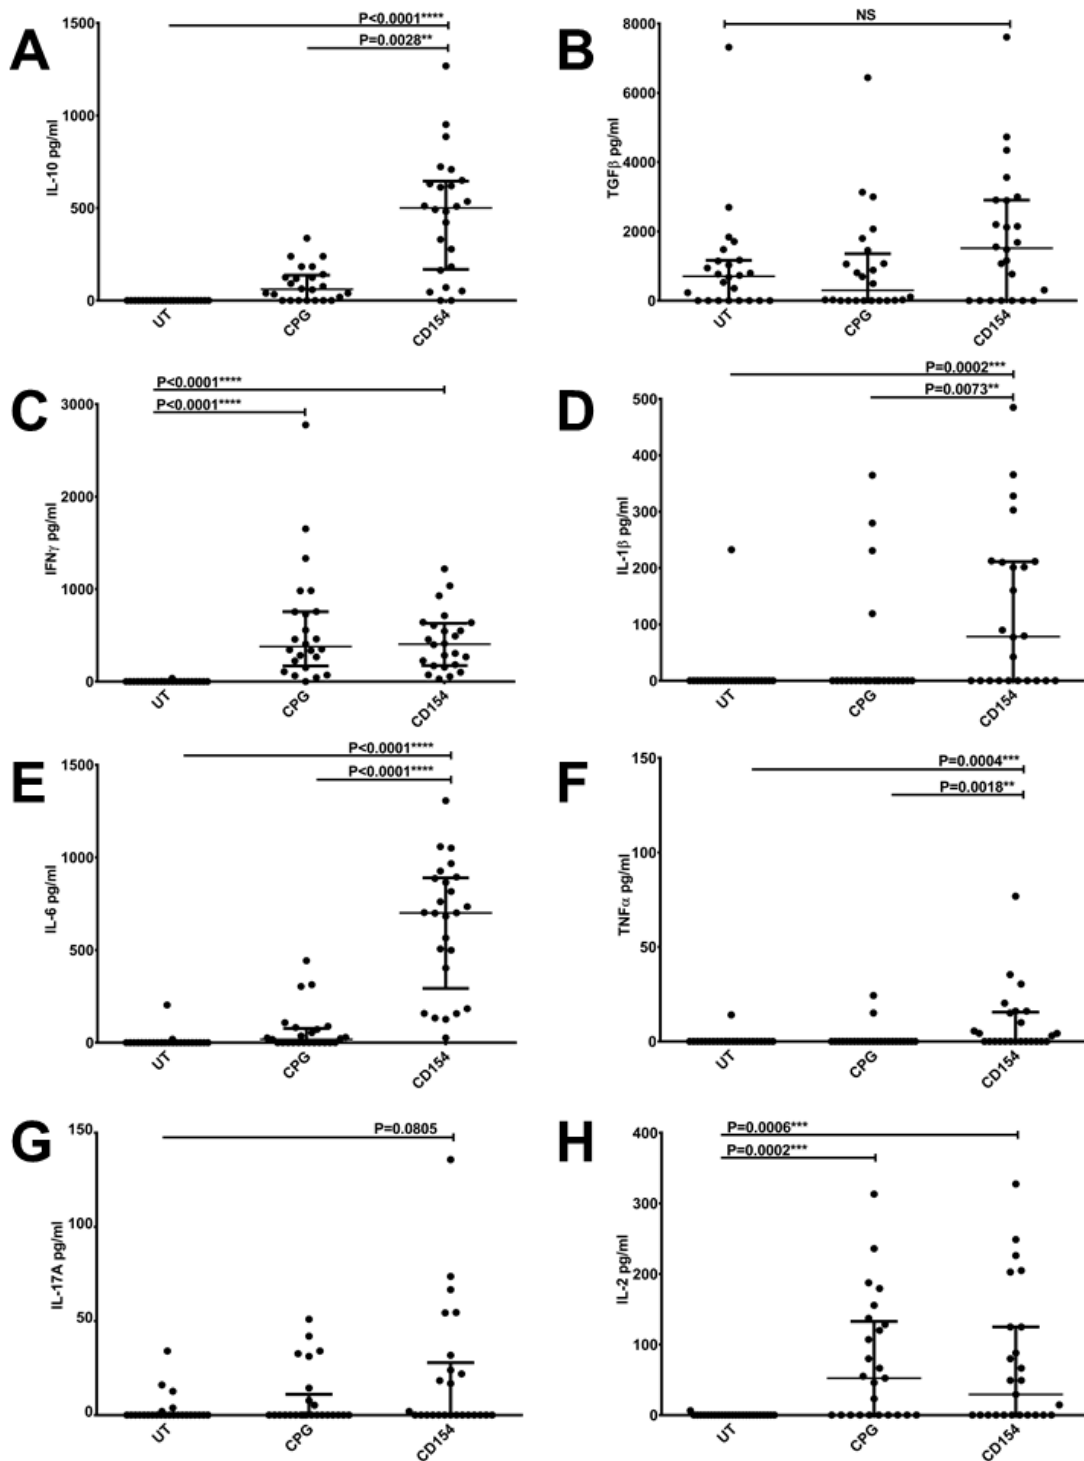 A
P<0.0001****
P=0.0028**
IL-10 pg/ml
1500
1000
500
0
UT
CPG
CD154
B
NS
TGFβ pg/ml
8000
6000
4000
2000
0
UT
CPG
CD154
C
P<0.0001****
P<0.0001****
IFNγ pg/ml
3000
2000
1000
0
UT
CPG
CD154
D
P=0.0002***
P=0.0073**
IL-1β pg/ml
500
400
300
200
100
0
UT
CPG
CD154
E
P<0.0001****
P<0.0001****
IL-6 pg/ml
1500
1000
500
0
UT
CPG
CD154
F
P=0.0004***
P=0.0018**
TNFα pg/ml
150
100
50
0
UT
CPG
CD154
G
P=0.0805
IL-17A pg/ml
150
100
50
0
UT
CPG
CD154
H
P=0.0006***
P=0.0002***
IL-2 pg/ml
400
300
200
100
0
UT
CPG
CD154